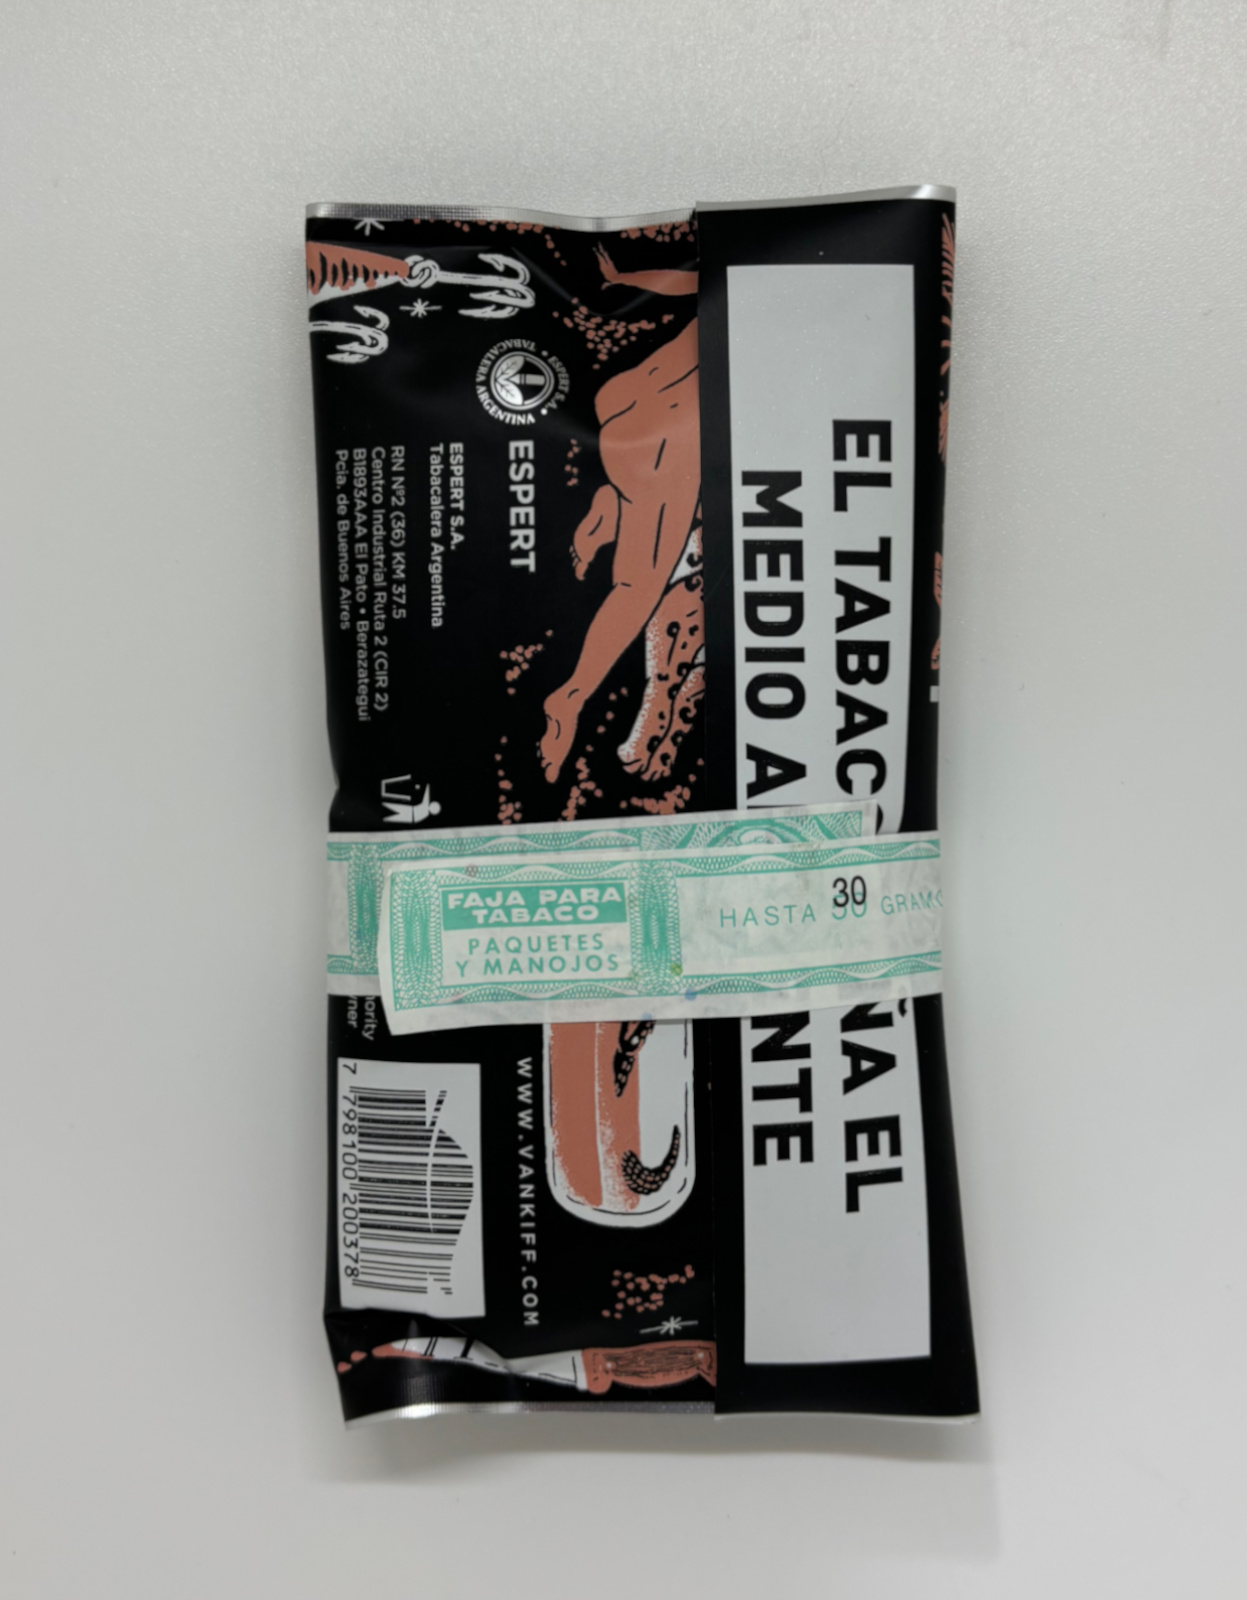 EL TABACO
MEDIO
ÑA EL
NTE
TABACALERA ARGENTINA
ESPERT S.A.
ESPERT
ESPERT S.A.
Tabacalera Argentina
RN Nº2 (36) KM 37.5
Centro Industrial Ruta 2 (CIR 2)
B1893AAA El Pato • Berazategui
Pcia. de Buenos Aires
FAJA PARA
TABACO
PAQUETES
Y MANOJOS
HASTA 30 GRAMO
WWW.VANKIFF.COM
7 798100 200378